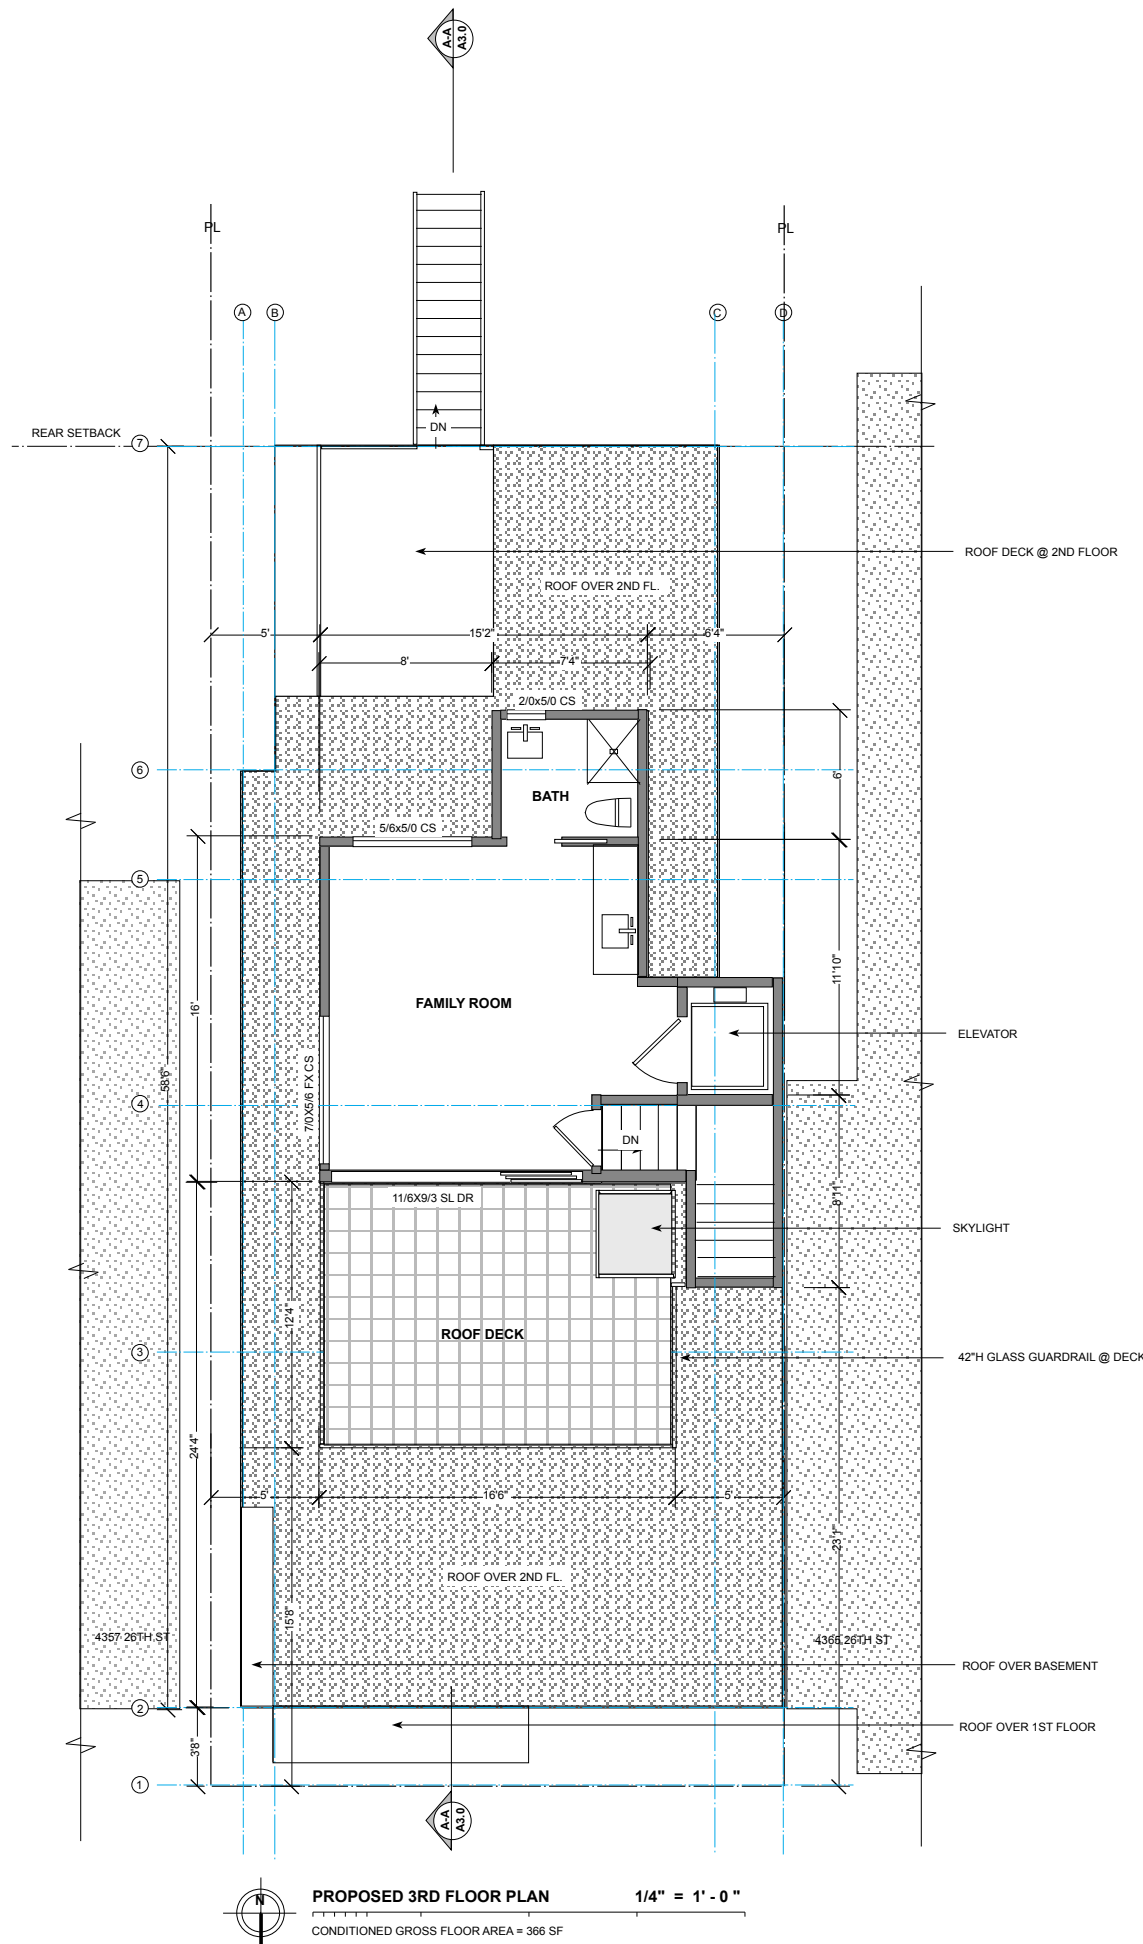 A-A
A3.0
PL
PL
A
B
C
D
REAR SETBACK
7
DN
ROOF DECK @ 2ND FLOOR
ROOF OVER 2ND FL.
5'
15'2"
6'4"
8'
7'4"
2/0x5/0 CS
6
6'
BATH
5/6x5/0 CS
5
11'10"
FAMILY ROOM
16'
ELEVATOR
58'6"
7/0X5/6 FX CS
4
DN
8'11"
11/6X9/3 SL DR
SKYLIGHT
12'4"
ROOF DECK
3
42"H GLASS GUARDRAIL @ DECK
24'4"
5'
16'6"
5'
23'1"
ROOF OVER 2ND FL.
15'8"
4357 26TH ST
4365 26TH ST
ROOF OVER BASEMENT
2
ROOF OVER 1ST FLOOR
3'8"
1
A-A
A3.0
N
PROPOSED 3RD FLOOR PLAN 1/4" = 1' - 0 "
CONDITIONED GROSS FLOOR AREA = 366 SF